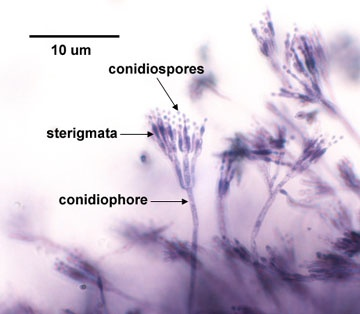 10 um
conidiospores
sterigmata
conidiophore